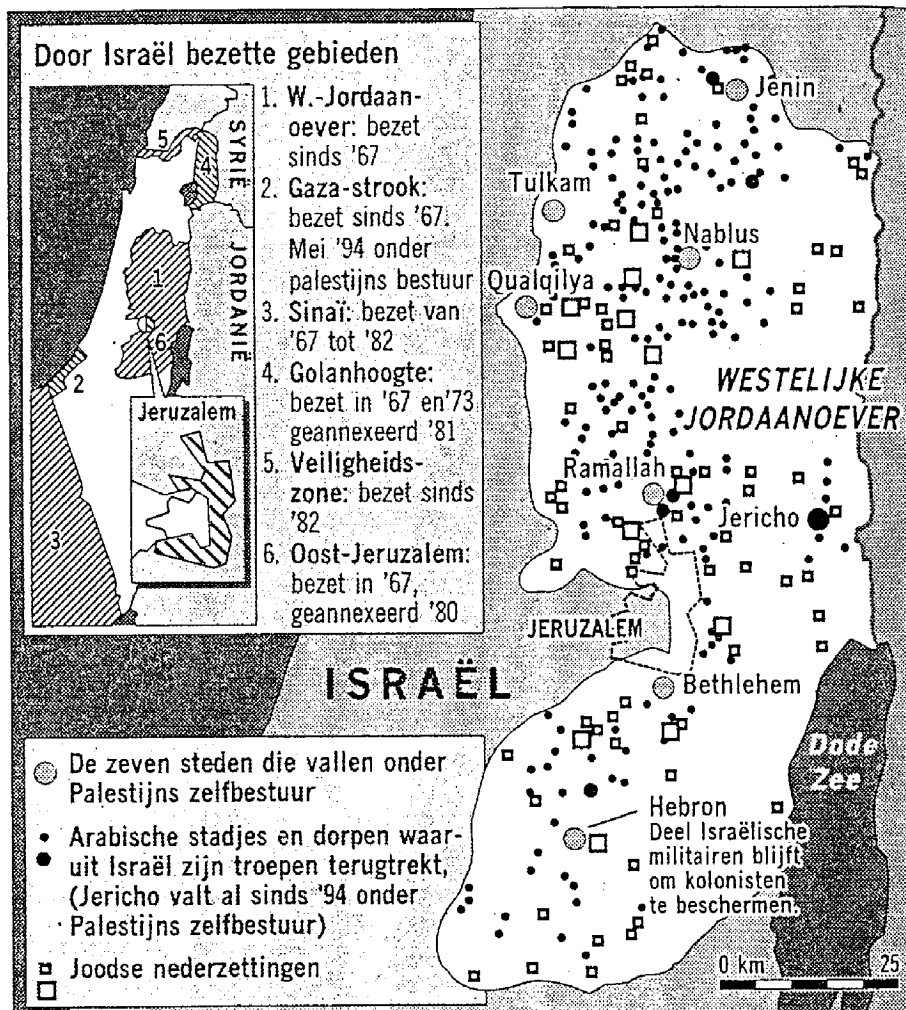 Door Israël bezette gebieden
1. W.-Jordaan-
oever: bezet
sinds '67
2. Gaza-strook:
bezet sinds '67.
Mei '94 onder
palestijns bestuur
3. Sinaï: bezet van
'67 tot '82
4. Golanhoogte:
bezet in '67 en'73
geannexeerd '81
5. Veiligheids-
zone: bezet sinds
'82
6. Oost-Jeruzalem:
bezet in '67,
geannexeerd '80
SYRIË
JORDANIË
5
4
1
6
2
3
Jeruzalem
Jenin
Tulkam
Nablus
Qualqilya
WESTELIJKE
JORDAANOEVER
Ramallah
Jericho
JERUZALEM
ISRAËL
Bethlehem
Dode
Zee
Hebron
Deel Israëlische
militairen blijft
om kolonisten
te beschermen.
0 km 25
De zeven steden die vallen onder
Palestijns zelfbestuur
Arabische stadjes en dorpen waar-
uit Israël zijn troepen terugtrekt,
(Jericho valt al sinds '94 onder
Palestijns zelfbestuur)
Joodse nederzettingen